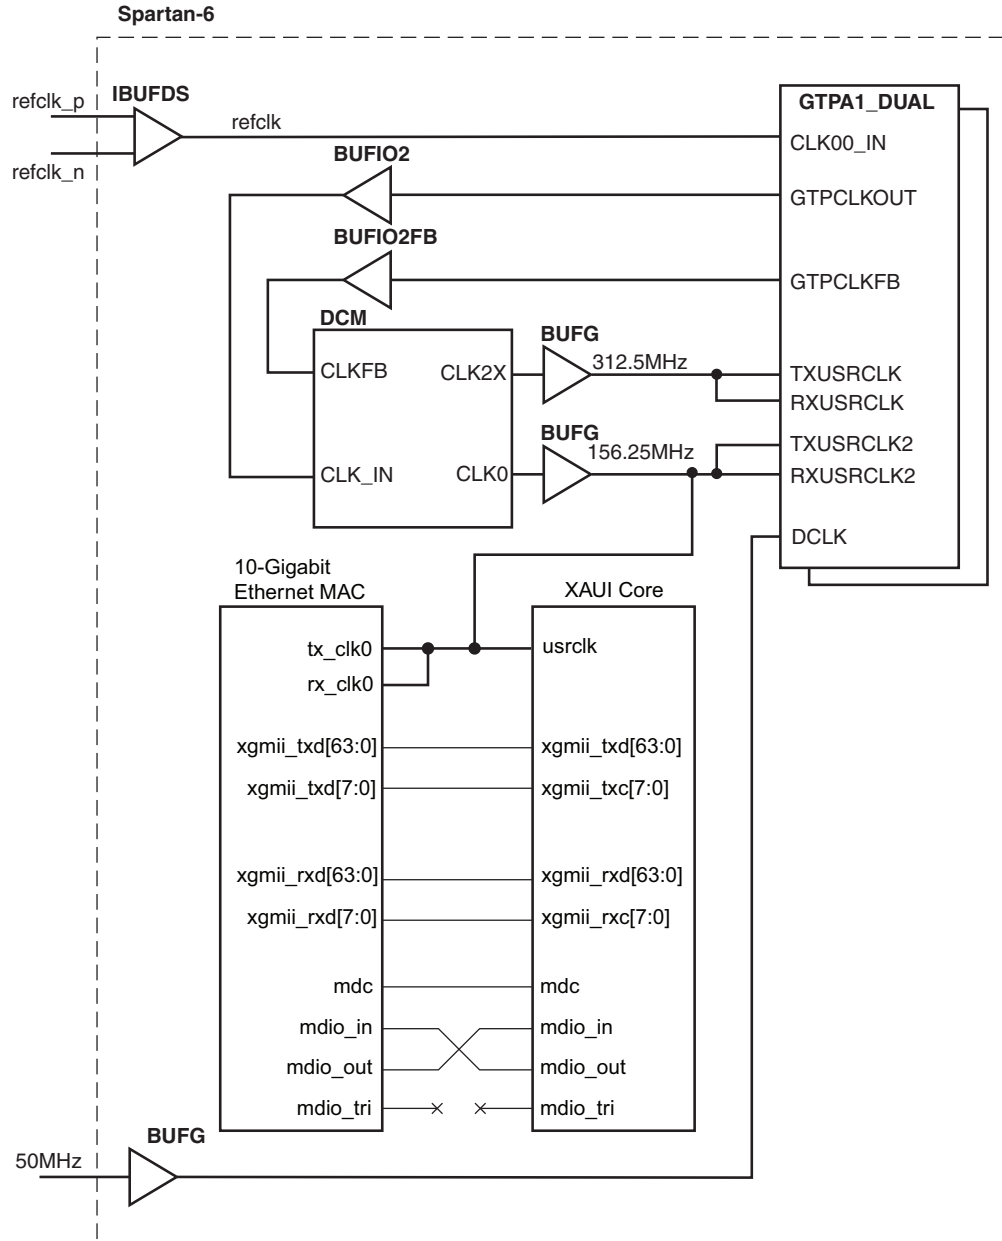 Spartan-6
refclk_p
IBUFDS
refclk
refclk_n
GTPA1_DUAL
CLK00_IN
BUFIO2
GTPCLKOUT
BUFIO2FB
GTPCLKFB
DCM
CLKFB
CLK2X
BUFG
312.5MHz
TXUSRCLK
RXUSRCLK
CLK_IN
CLK0
BUFG
156.25MHz
TXUSRCLK2
RXUSRCLK2
DCLK
10-Gigabit
Ethernet MAC
XAUI Core
tx_clk0
usrclk
rx_clk0
xgmii_txd[63:0]
xgmii_txd[63:0]
xgmii_txd[7:0]
xgmii_txc[7:0]
xgmii_rxd[63:0]
xgmii_rxd[63:0]
xgmii_rxd[7:0]
xgmii_rxc[7:0]
mdc
mdc
mdio_in
mdio_in
mdio_out
mdio_out
mdio_tri
mdio_tri
BUFG
50MHz